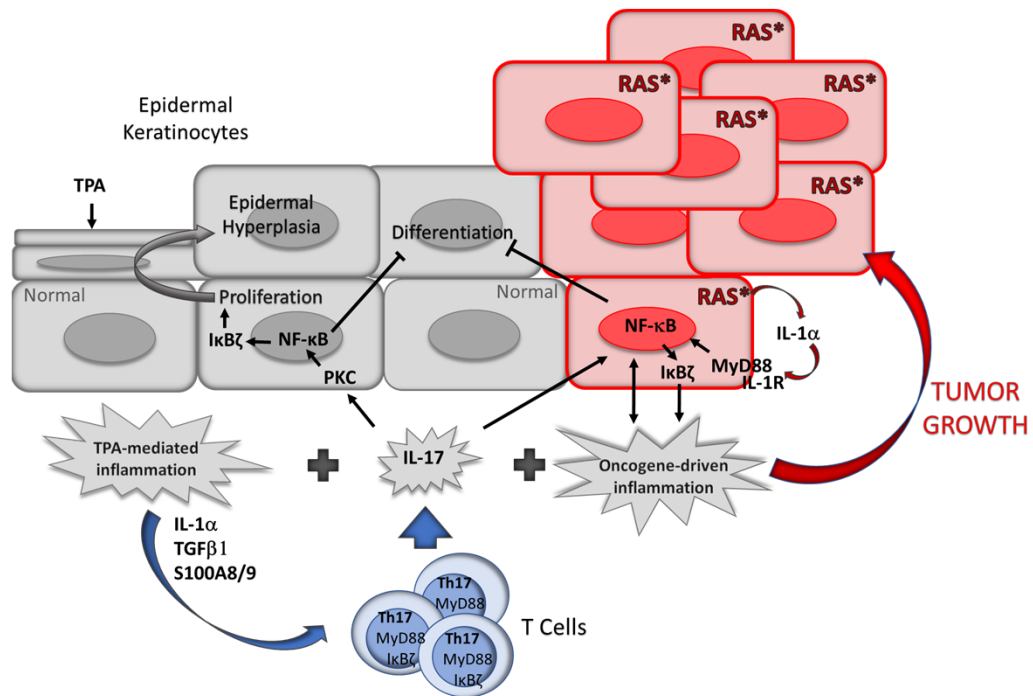 RAS*
RAS*
RAS*
RAS*
RAS*
Epidermal
Keratinocytes
TPA
Epidermal
Hyperplasia
Differentiation
Normal
Proliferation
Normal
RAS*
IκBζ
NF-κB
NF-κB
IL-1α
PKC
IκBζ
MyD88
IL-1R
TUMOR
GROWTH
TPA-mediated
inflammation
IL-17
Oncogene-driven
inflammation
IL-1α
TGFβ1
S100A8/9
Th17
MyD88
Th17
MyD88
IκBζ
Th17
MyD88
IκBζ
T Cells